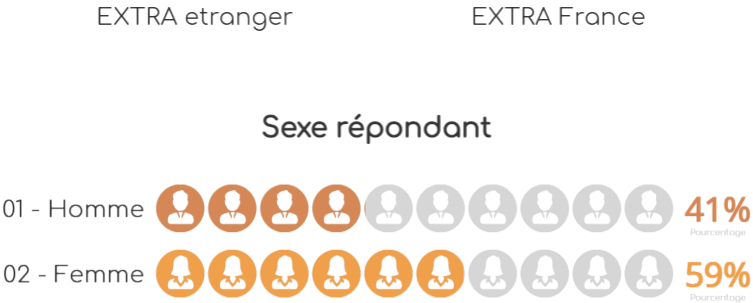 EXTRA etranger EXTRA France
Sexe répondant
01 - Homme 41%
Pourcentage
02 - Femme 59%
Pourcentage